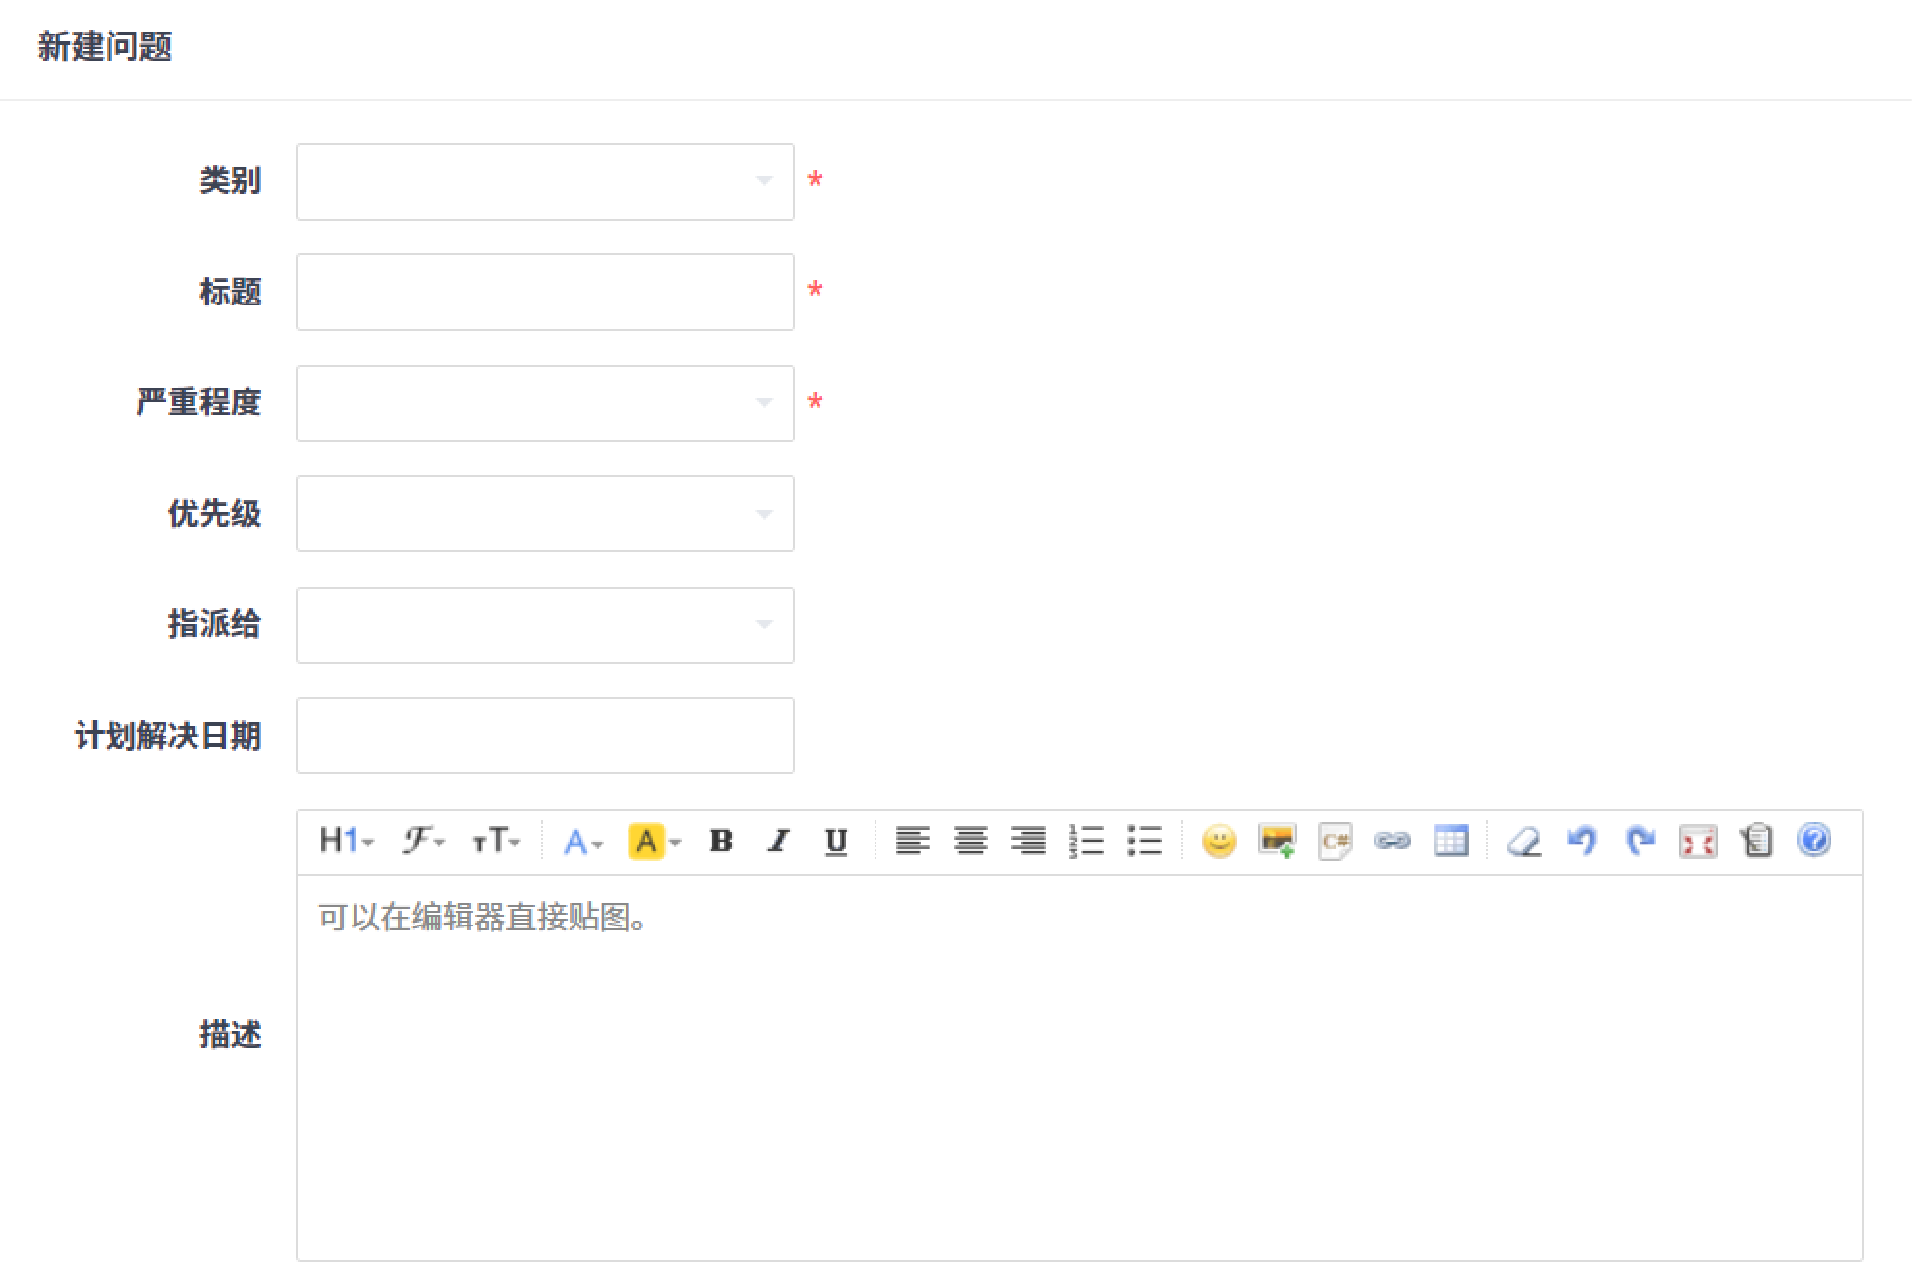 新建问题
类别 *
标题 *
严重程度 *
优先级
指派给
计划解决日期
H1 F TT A A B I U C#
可以在编辑器直接贴图。
描述